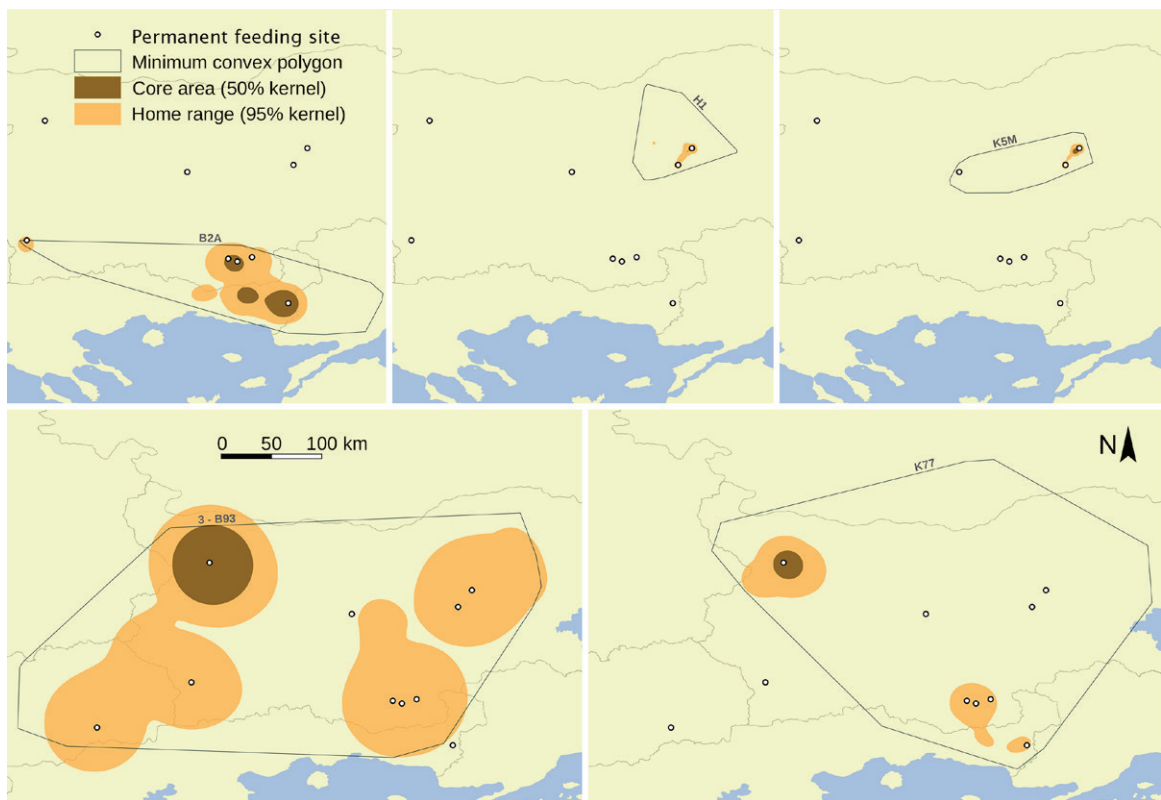 Permanent feeding site
Minimum convex polygon
Core area (50% kernel)
Home range (95% kernel)
B2A
H1
K5M
0 50 100 km
3 - B93
N
K77